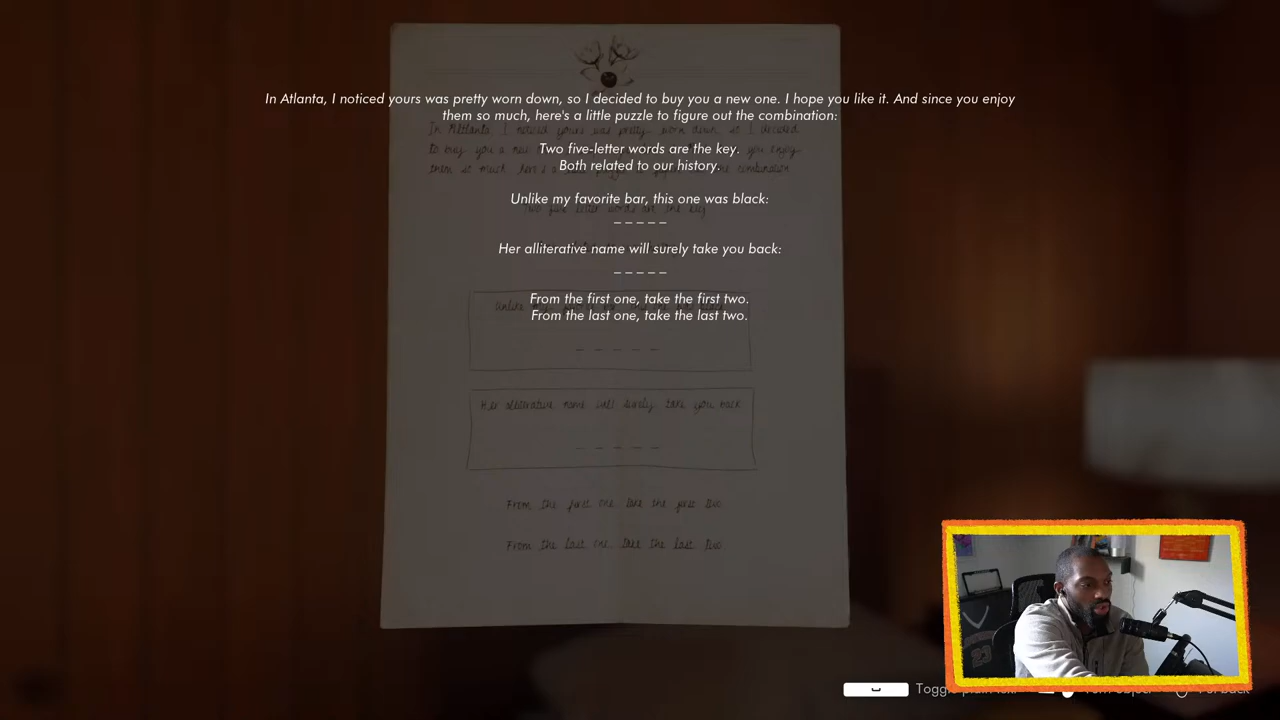 In Atlanta, I noticed yours was pretty worn down, so I decided to buy you a new one. I hope you like it. And since you enjoy
them so much, here's a little puzzle to figure out the combination:
Two five-letter words are the key.
Both related to our history.
Unlike my favorite bar, this one was black:
_ _ _ _ _
Her alliterative name will surely take you back:
_ _ _ _ _
From the first one, take the first two.
From the last one, take the last two.
Her alliterative name will surely take you back
_ _ _ _ _
From the first one take the first two
From the last one take the last two
23